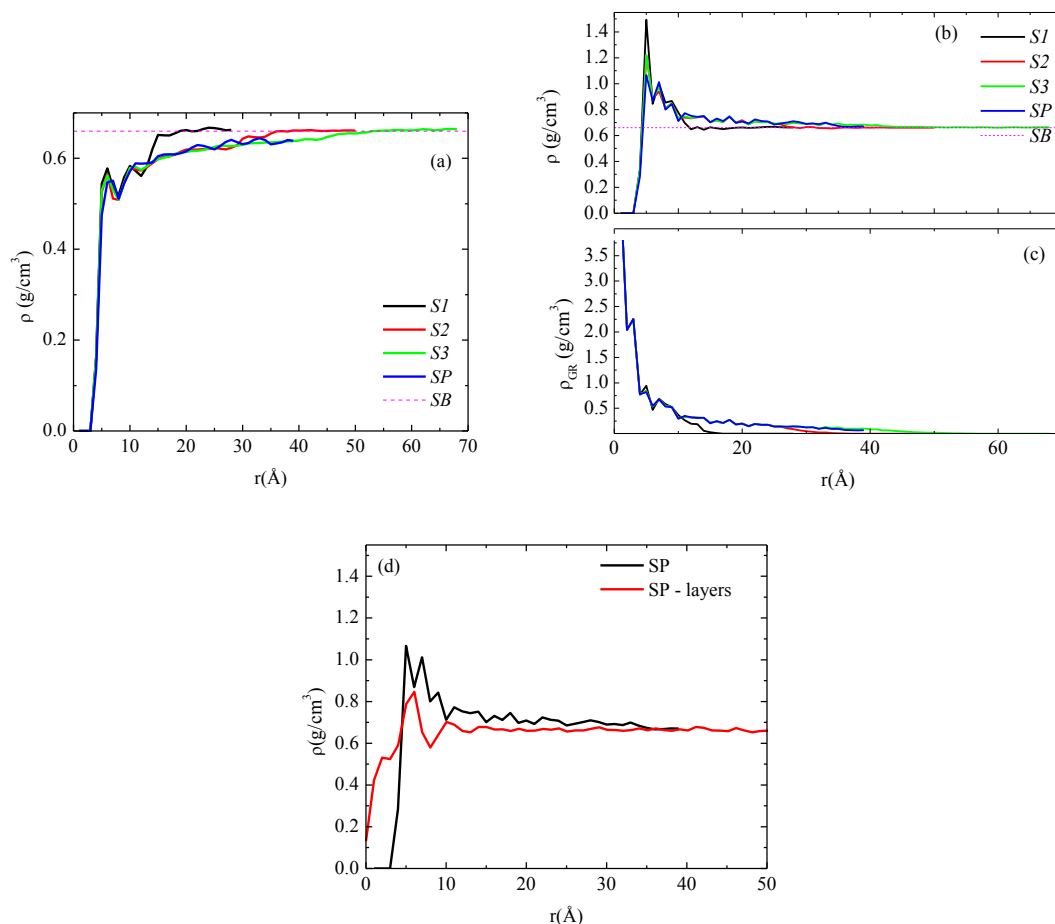 (a)
ρ (g/cm³)
0.6
0.4
0.2
0.0
S1
S2
S3
SP
SB
0 10 20 30 40 50 60 70
r(Å)
(b)
ρ (g/cm³)
1.4
1.2
1.0
0.8
0.6
0.4
0.2
0.0
S1
S2
S3
SP
SB
(c)
ρGR (g/cm³)
3.5
3.0
2.5
2.0
1.5
1.0
0.5
0 20 40 60
r(Å)
(d)
SP
SP - layers
ρ(g/cm³)
1.4
1.2
1.0
0.8
0.6
0.4
0.2
0.0
0 10 20 30 40 50
r(Å)